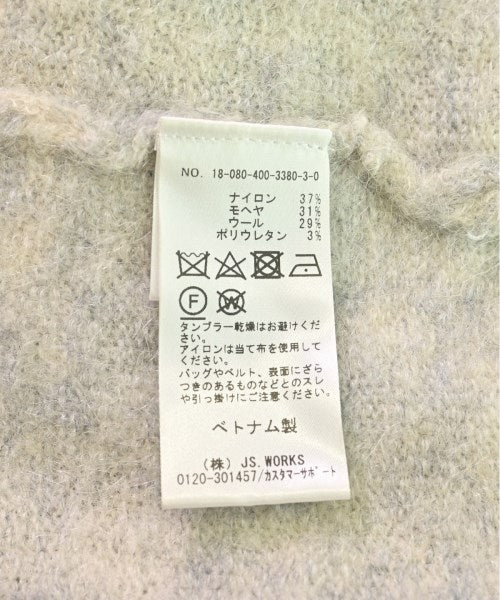 NO. 18-080-400-3380-3-0
ナイロン 37%
モヘヤ 31%
ウール 29%
ポリウレタン 3%
F W
タンブラー乾燥はお避けくだ
さい。
アイロンは当て布を使用して
ください。
バッグやベルト、表面にざら
つきのあるものなどとのスレ
や引っ掛けにご注意ください。
ベトナム製
(株) JS.WORKS
0120-301457/カスタマーサポート